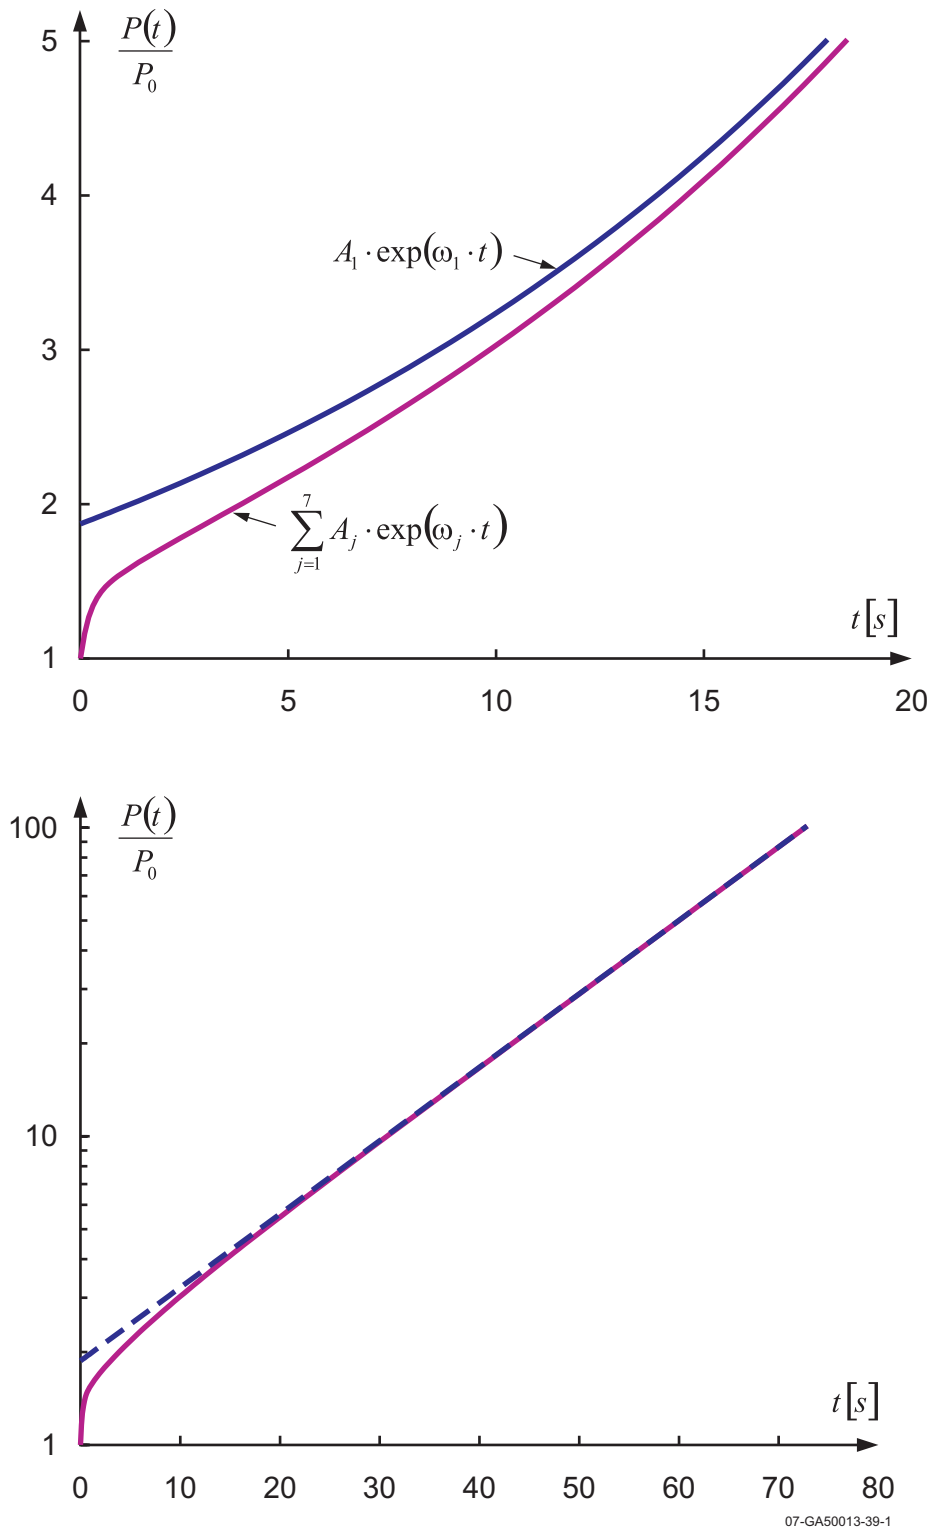 P(t)
P0
5
4
3
2
1
A1 · exp(ω1 · t)
7
∑ Aj · exp(ωj · t)
j=1
t[s]
0 5 10 15 20
P(t)
P0
100
10
1
t[s]
0 10 20 30 40 50 60 70 80
07-GA50013-39-1